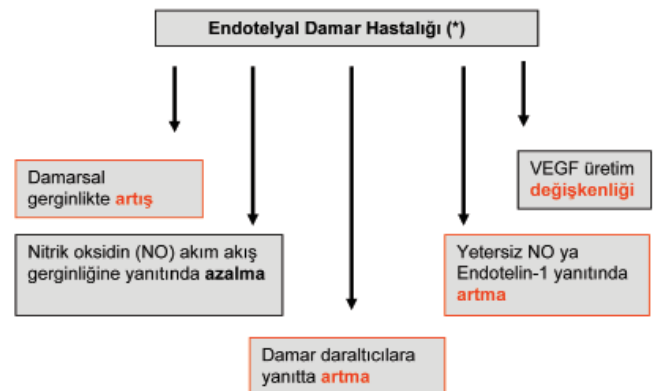 Endotelyal Damar Hastalığı (*)
Damarsal
gerginlikte artış
VEGF üretim
değişkenliği
Nitrik oksidin (NO) akım akış
gerginliğine yanıtında azalma
Yetersiz NO ya
Endotelin-1 yanıtında
artma
Damar daraltıcılara
yanıtta artma